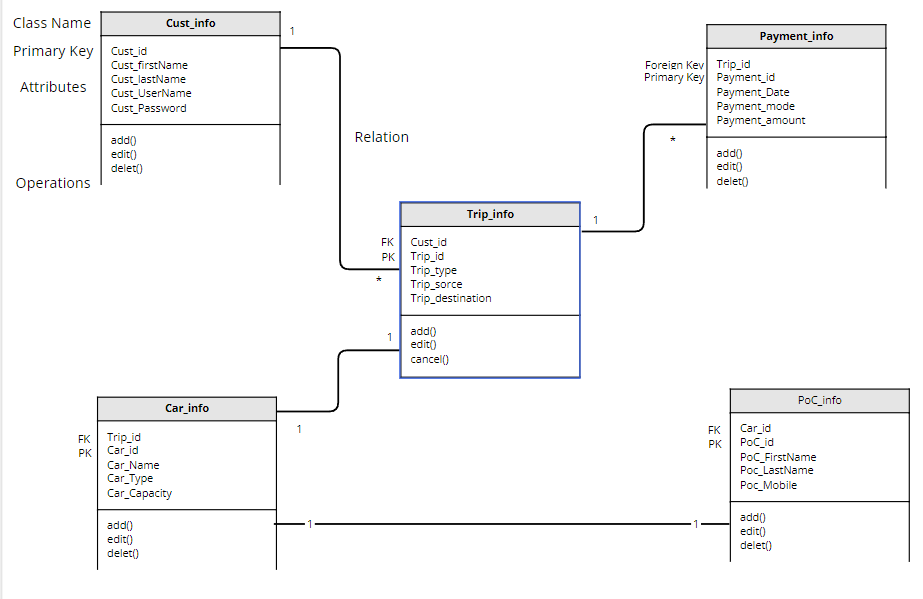 Class Name
Cust_info
1
Primary Key
Cust_id
Cust_firstName
Attributes
Cust_lastName
Cust_UserName
Cust_Password
add()
edit()
delet()
Operations
Relation
Payment_info
Foreign Key
Trip_id
Primary Key
Payment_id
Payment_Date
Payment_mode
Payment_amount
*
add()
edit()
delet()
Trip_info
1
FK
Cust_id
PK
Trip_id
Trip_type
*
Trip_sorce
Trip_destination
1
add()
edit()
cancel()
Car_info
1
FK
Trip_id
PK
Car_id
Car_Name
Car_Type
Car_Capacity
add()
edit()
delet()
1
1
PoC_info
FK
Car_id
PK
PoC_id
PoC_FirstName
Poc_LastName
Poc_Mobile
add()
edit()
delet()